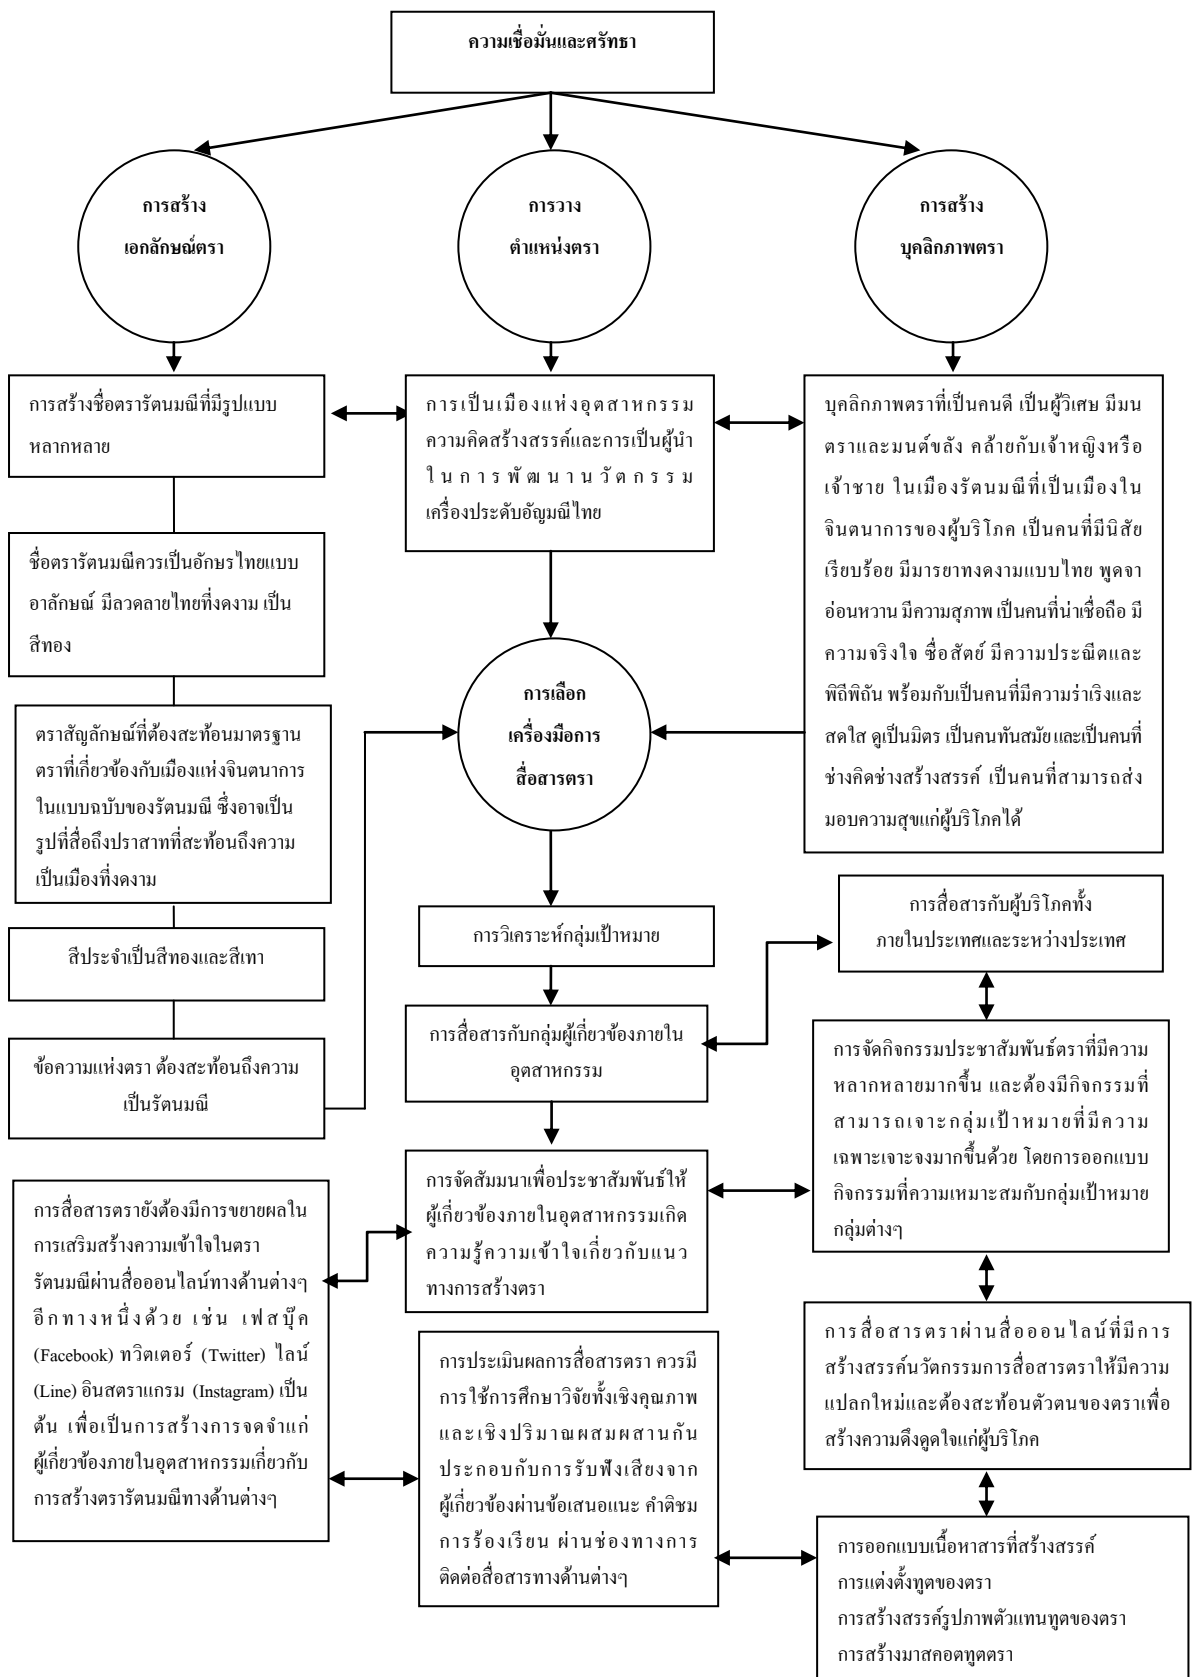 ความเชื่อมั่นและศรัทธา
การสร้าง
เอกลักษณ์ตรา
การวาง
ตำแหน่งตรา
การสร้าง
บุคลิกภาพตรา
การสร้างชื่อตรารัตนมณีที่มีรูปแบบ
หลากหลาย
การเป็นเมืองแห่งอุตสาหกรรม
ความคิดสร้างสรรค์และการเป็นผู้นำ
ในการพัฒนานวัตกรรม
เครื่องประดับอัญมณีไทย
บุคลิกภาพตราที่เป็นคนดี เป็นผู้วิเศษ มีมน
ตราและมนต์ขลัง คล้ายกับเจ้าหญิงหรือ
เจ้าชาย ในเมืองรัตนมณีที่เป็นเมืองใน
จินตนาการของผู้บริโภค เป็นคนที่มีนิสัย
เรียบร้อย มีมารยาทงดงามแบบไทย พูดจา
อ่อนหวาน มีความสุภาพ เป็นคนที่น่าเชื่อถือ มี
ความจริงใจ ซื่อสัตย์ มีความประณีตและ
พิถีพิถัน พร้อมกับเป็นคนที่มีความร่าเริงและ
สดใส ดูเป็นมิตร เป็นคนทันสมัยและเป็นคนที่
ช่างคิดช่างสร้างสรรค์ เป็นคนที่สามารถส่ง
มอบความสุขแก่ผู้บริโภคได้
ชื่อตรารัตนมณีควรเป็นอักษรไทยแบบ
อาลักษณ์ มีลวดลายไทยที่งดงาม เป็น
สีทอง
ตราสัญลักษณ์ที่ต้องสะท้อนมาตรฐาน
ตราที่เกี่ยวข้องกับเมืองแห่งจินตนาการ
ในแบบฉบับของรัตนมณี ซึ่งอาจเป็น
รูปที่สื่อถึงปราสาทที่สะท้อนถึงความ
เป็นเมืองที่งดงาม
สีประจำเป็นสีทองและสีเทา
ข้อความแห่งตรา ต้องสะท้อนถึงความ
เป็นรัตนมณี
การเลือก
เครื่องมือการ
สื่อสารตรา
การวิเคราะห์กลุ่มเป้าหมาย
การสื่อสารกับกลุ่มผู้เกี่ยวข้องภายใน
อุตสาหกรรม
การสื่อสารกับผู้บริโภคทั้ง
ภายในประเทศและระหว่างประเทศ
การจัดกิจกรรมประชาสัมพันธ์ตราที่มีความ
หลากหลายมากขึ้น และต้องมีกิจกรรมที่
สามารถเจาะกลุ่มเป้าหมายที่มีความ
เฉพาะเจาะจงมากขึ้นด้วย โดยการออกแบบ
กิจกรรมที่ความเหมาะสมกับกลุ่มเป้าหมาย
กลุ่มต่างๆ
การจัดสัมมนาเพื่อประชาสัมพันธ์ให้
ผู้เกี่ยวข้องภายในอุตสาหกรรมเกิด
ความรู้ความเข้าใจเกี่ยวกับแนว
ทางการสร้างตรา
การสื่อสารตรายังต้องมีการขยายผลใน
การเสริมสร้างความเข้าใจในตรา
รัตนมณีผ่านสื่อออนไลน์ทางด้านต่างๆ
อีกทางหนึ่งด้วย เช่น เฟสบุ๊ค
(Facebook) ทวิตเตอร์ (Twitter) ไลน์
(Line) อินสตราแกรม (Instagram) เป็น
ต้น เพื่อเป็นการสร้างการจดจำแก่
ผู้เกี่ยวข้องภายในอุตสาหกรรมเกี่ยวกับ
การสร้างตรารัตนมณีทางด้านต่างๆ
การสื่อสารตราผ่านสื่อออนไลน์ที่มีการ
สร้างสรรค์นวัตกรรมการสื่อสารตราให้มีความ
แปลกใหม่และต้องสะท้อนตัวตนของตราเพื่อ
สร้างความดึงดูดใจแก่ผู้บริโภค
การประเมินผลการสื่อสารตรา ควรมี
การใช้การศึกษาวิจัยทั้งเชิงคุณภาพ
และเชิงปริมาณผสมผสานกัน
ประกอบกับการรับฟังเสียงจาก
ผู้เกี่ยวข้องผ่านข้อเสนอแนะ คำติชม
การร้องเรียน ผ่านช่องทางการ
ติดต่อสื่อสารทางด้านต่างๆ
การออกแบบเนื้อหาสารที่สร้างสรรค์
การแต่งตั้งทูตของตรา
การสร้างสรรค์รูปภาพตัวแทนทูตของตรา
การสร้างมาสคอตทูตตรา